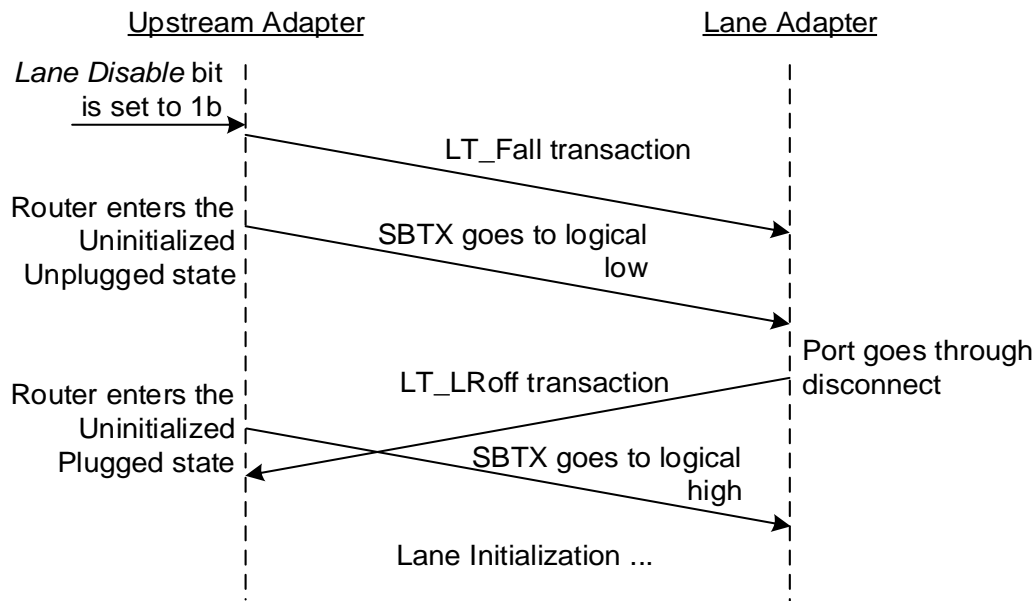 Upstream Adapter
Lane Adapter
Lane Disable bit
is set to 1b
LT_Fall transaction
Router enters the
Uninitialized
Unplugged state
SBTX goes to logical
low
Port goes through
disconnect
LT_LRoff transaction
Router enters the
Uninitialized
Plugged state
SBTX goes to logical
high
Lane Initialization ...